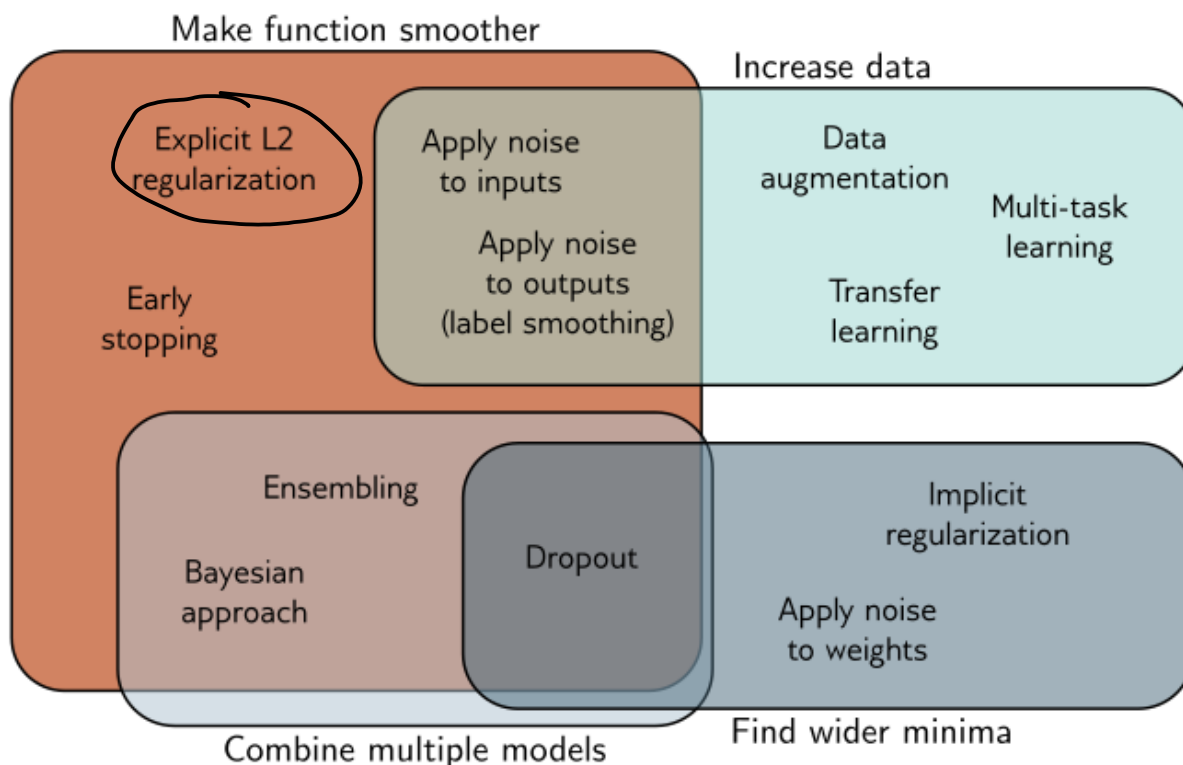 Make function smoother
Increase data
Explicit L2
regularization
Apply noise
to inputs
Data
augmentation
Multi-task
learning
Apply noise
to outputs
(label smoothing)
Early
stopping
Transfer
learning
Ensembling
Implicit
regularization
Dropout
Bayesian
approach
Apply noise
to weights
Combine multiple models
Find wider minima